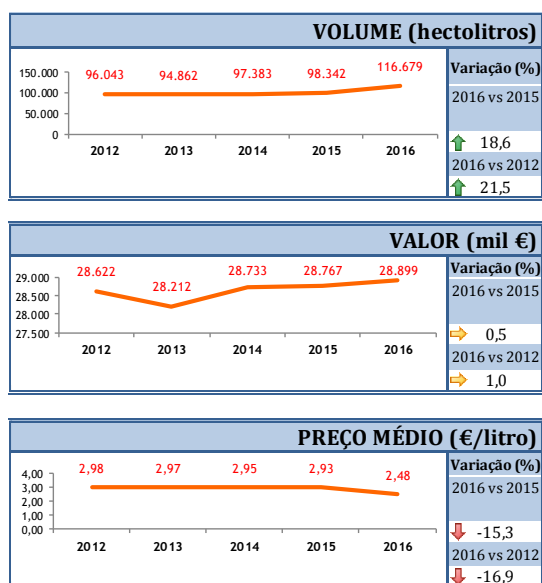 VOLUME (hectolitros)
150.000
100.000
50.000
0
96.043 94.862 97.383 98.342 116.679
2012 2013 2014 2015 2016
Variação (%)
2016 vs 2015
18,6
2016 vs 2012
21,5
VALOR (mil €)
29.000
28.500
28.000
27.500
28.622 28.212 28.733 28.767 28.899
2012 2013 2014 2015 2016
Variação (%)
2016 vs 2015
0,5
2016 vs 2012
1,0
PREÇO MÉDIO (€/litro)
4,00
3,00
2,00
1,00
0,00
2,98 2,97 2,95 2,93 2,48
2012 2013 2014 2015 2016
Variação (%)
2016 vs 2015
-15,3
2016 vs 2012
-16,9